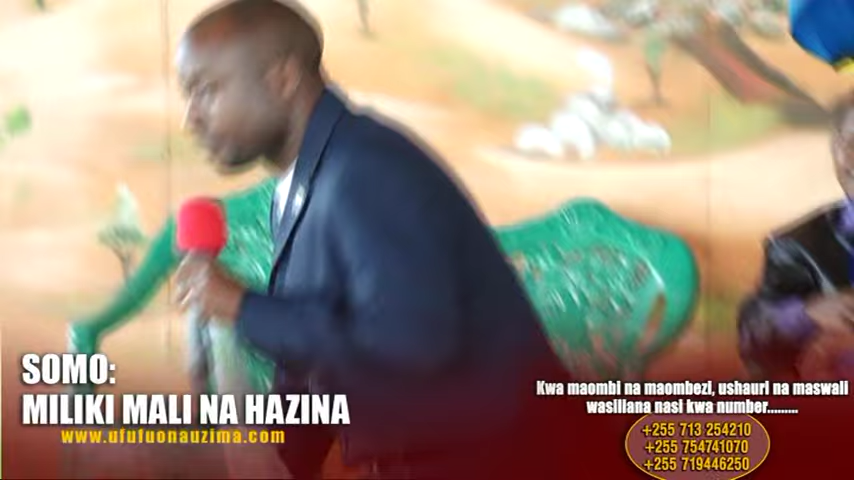 SOMO:
MILIKI MALI NA HAZINA
www.ufufuonauzima.com
Kwa maombi na maombezi, ushauri na maswali
wasiliana nasi kwa number.........
+255 713 254210
+255 754741070
+255 719446250